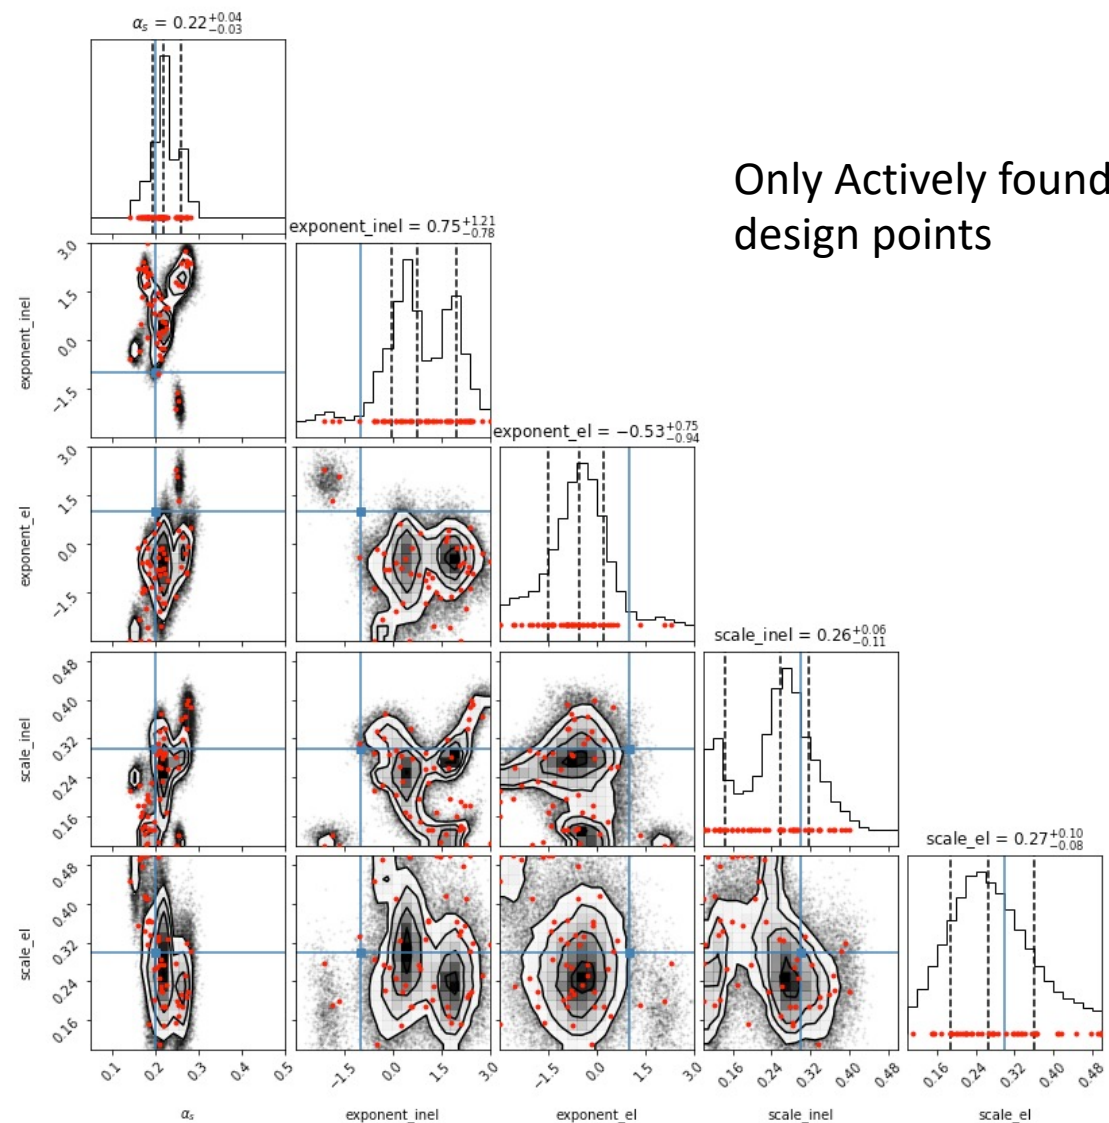 α_s = 0.22^{+0.04}_{−0.03}
Only Actively found
design points
exponent_inel = 0.75^{+1.21}_{−0.78}
3.0
1.5
0.0
−1.5
exponent_inel
exponent_el = −0.53^{+0.75}_{−0.94}
3.0
1.5
0.0
−1.5
exponent_el
scale_inel = 0.26^{+0.06}_{−0.11}
0.48
0.40
0.32
0.24
0.16
scale_inel
scale_el = 0.27^{+0.10}_{−0.08}
0.48
0.40
0.32
0.24
0.16
scale_el
0.1 0.2 0.3 0.4 0.5 −1.5 0.0 1.5 3.0 −1.5 0.0 1.5 3.0 0.16 0.24 0.32 0.40 0.48 0.16 0.24 0.32 0.40 0.48
α_s exponent_inel exponent_el scale_inel scale_el